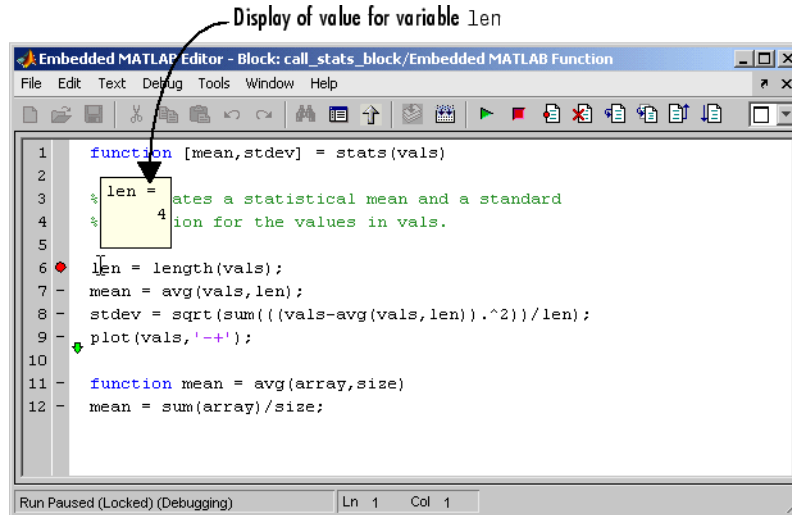 Display of value for variable len
Embedded MATLAB Editor - Block: call_stats_block/Embedded MATLAB Function
File Edit Text Debug Tools Window Help
1 function [mean,stdev] = stats(vals)
2
len =
4
3 % ates a statistical mean and a standard
4 % ion for the values in vals.
5
6 len = length(vals);
7 - mean = avg(vals,len);
8 - stdev = sqrt(sum(((vals-avg(vals,len)).^2))/len);
9 - plot(vals,'-+');
10
11 - function mean = avg(array,size)
12 - mean = sum(array)/size;
Run Paused (Locked) (Debugging) Ln 1 Col 1